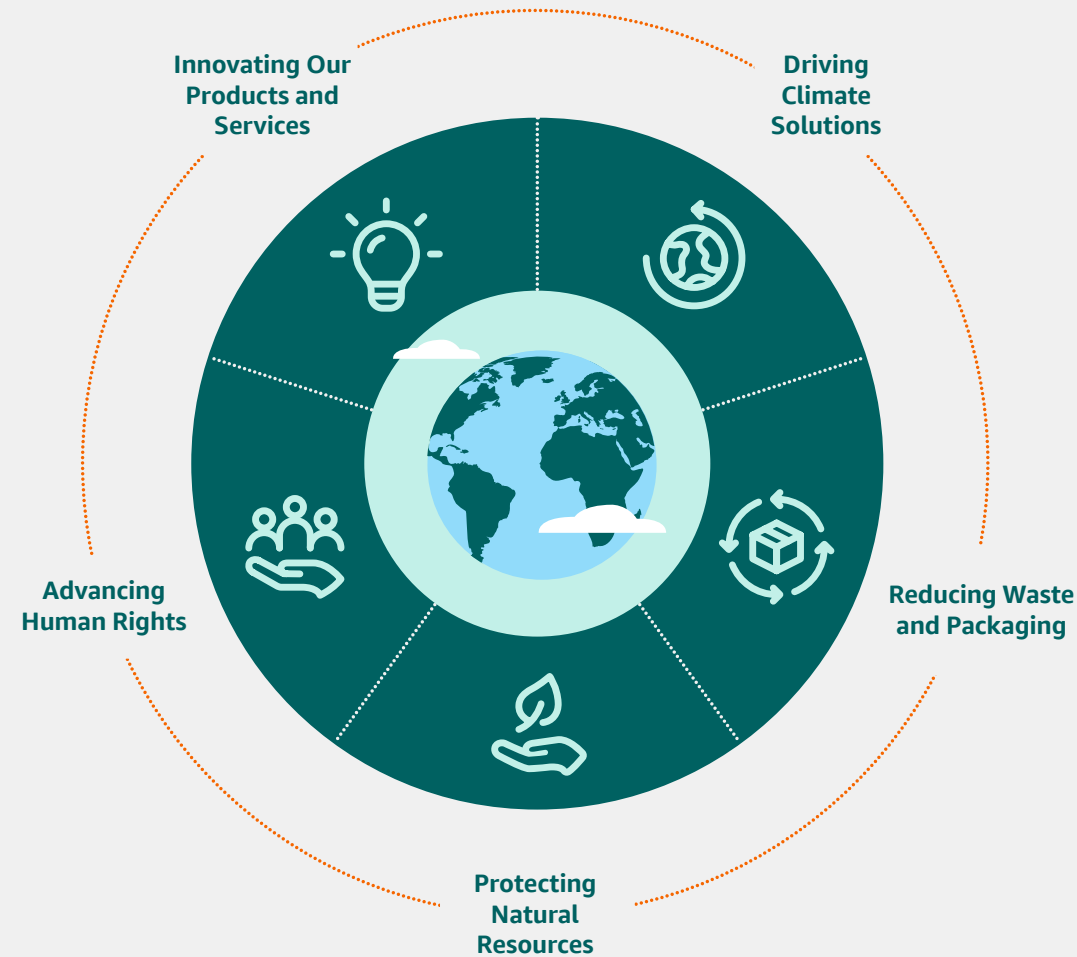 Innovating Our
Products and
Services
Driving
Climate
Solutions
Advancing
Human Rights
Reducing Waste
and Packaging
Protecting
Natural
Resources